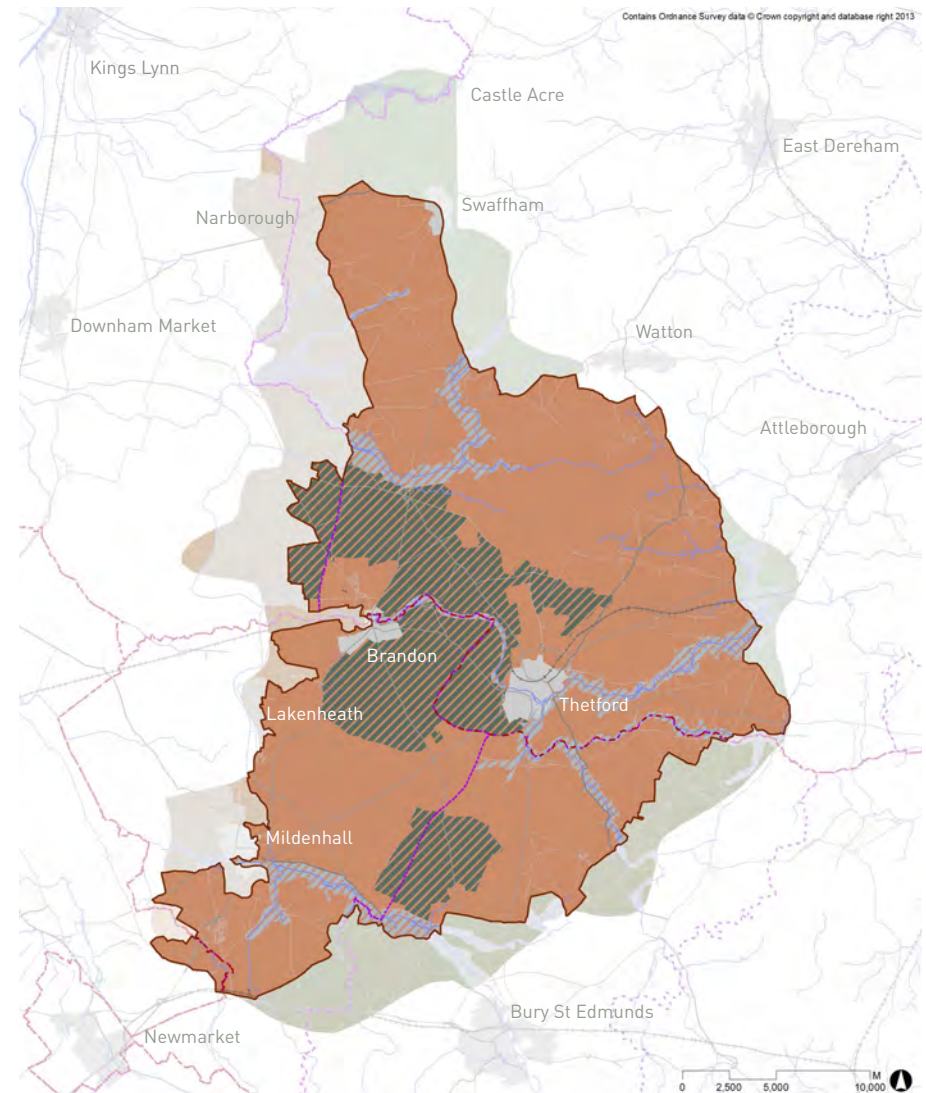 Contains Ordnance Survey data © Crown copyright and database right 2013
Kings Lynn
Castle Acre
East Dereham
Swaffham
Narborough
Downham Market
Watton
Attleborough
Brandon
Thetford
Lakenheath
Mildenhall
Bury St Edmunds
Newmarket
M
0 2,500 5,000 10,000